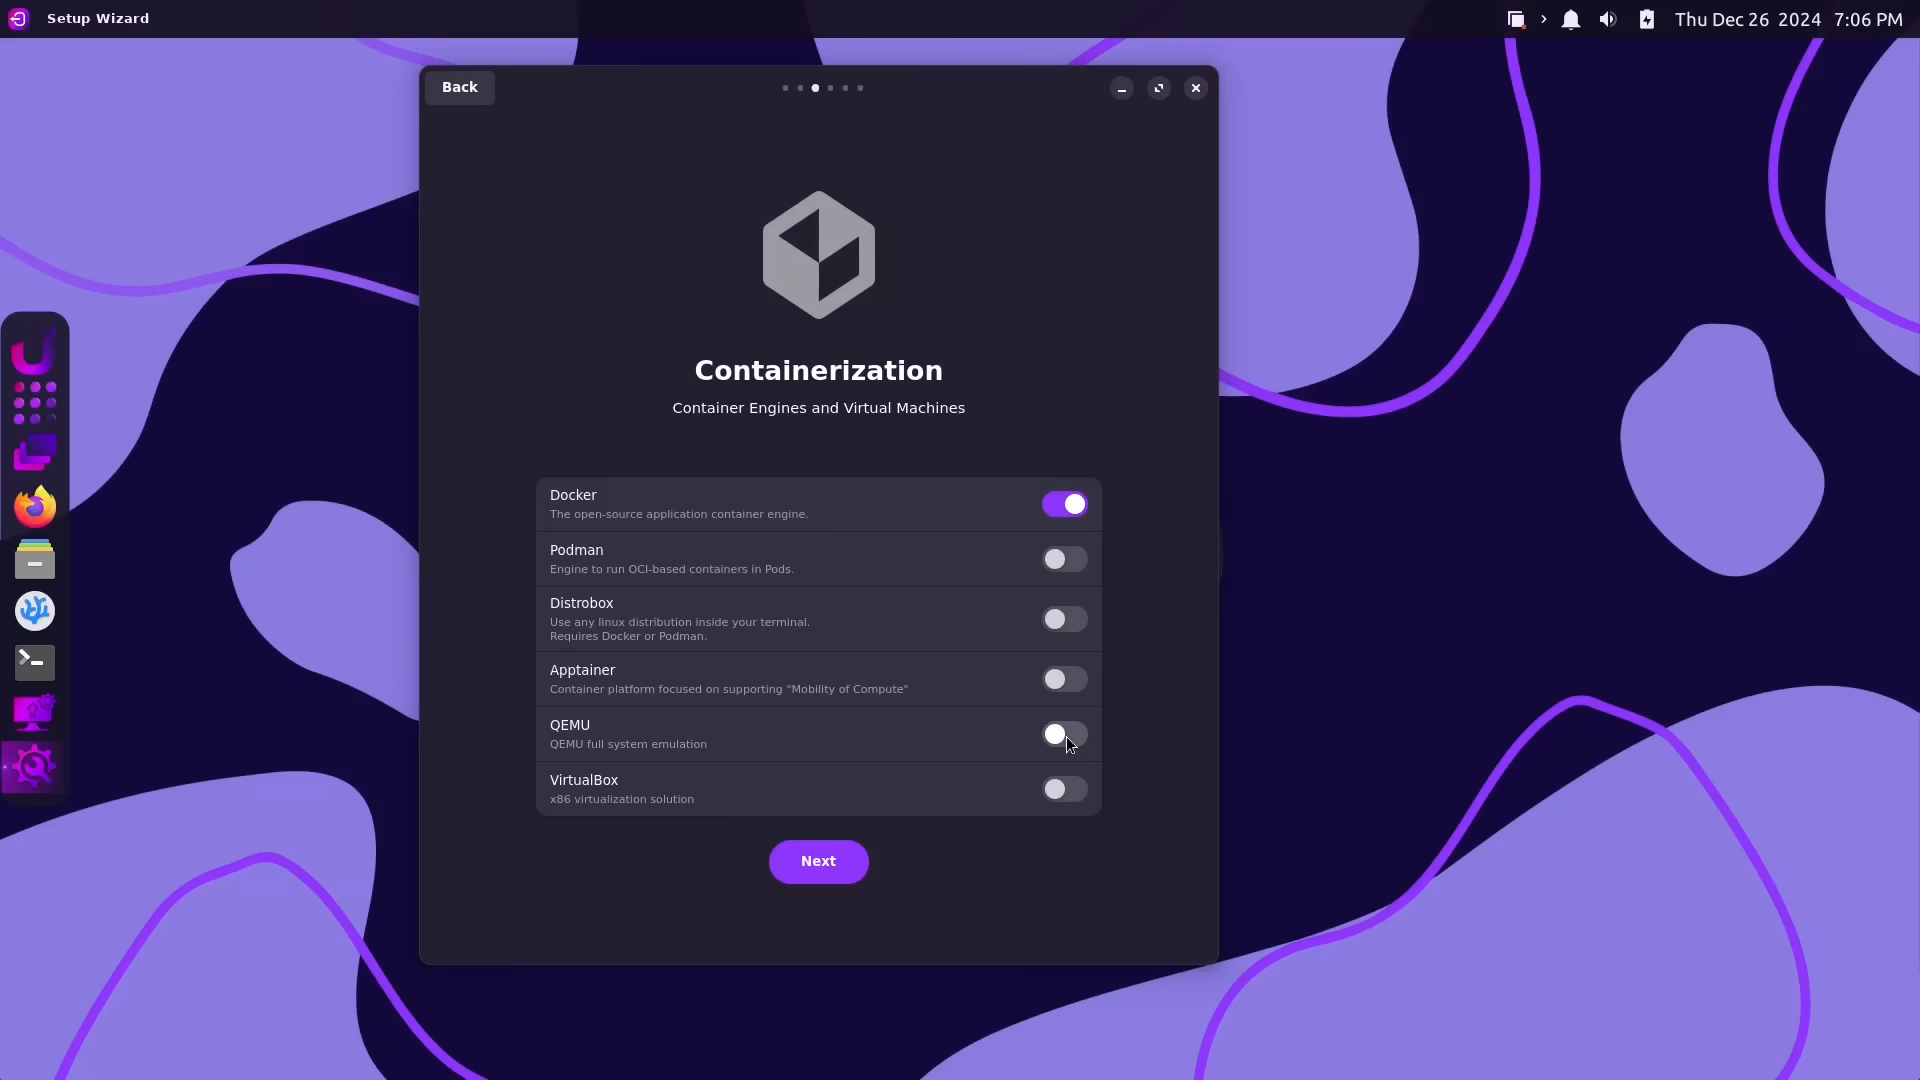 Setup Wizard
Thu Dec 26 2024 7:06 PM
Back
Containerization
Container Engines and Virtual Machines
Docker
The open-source application container engine.
Podman
Engine to run OCI-based containers in Pods.
Distrobox
Use any linux distribution inside your terminal.
Requires Docker or Podman.
Apptainer
Container platform focused on supporting "Mobility of Compute"
QEMU
QEMU full system emulation
VirtualBox
x86 virtualization solution
Next